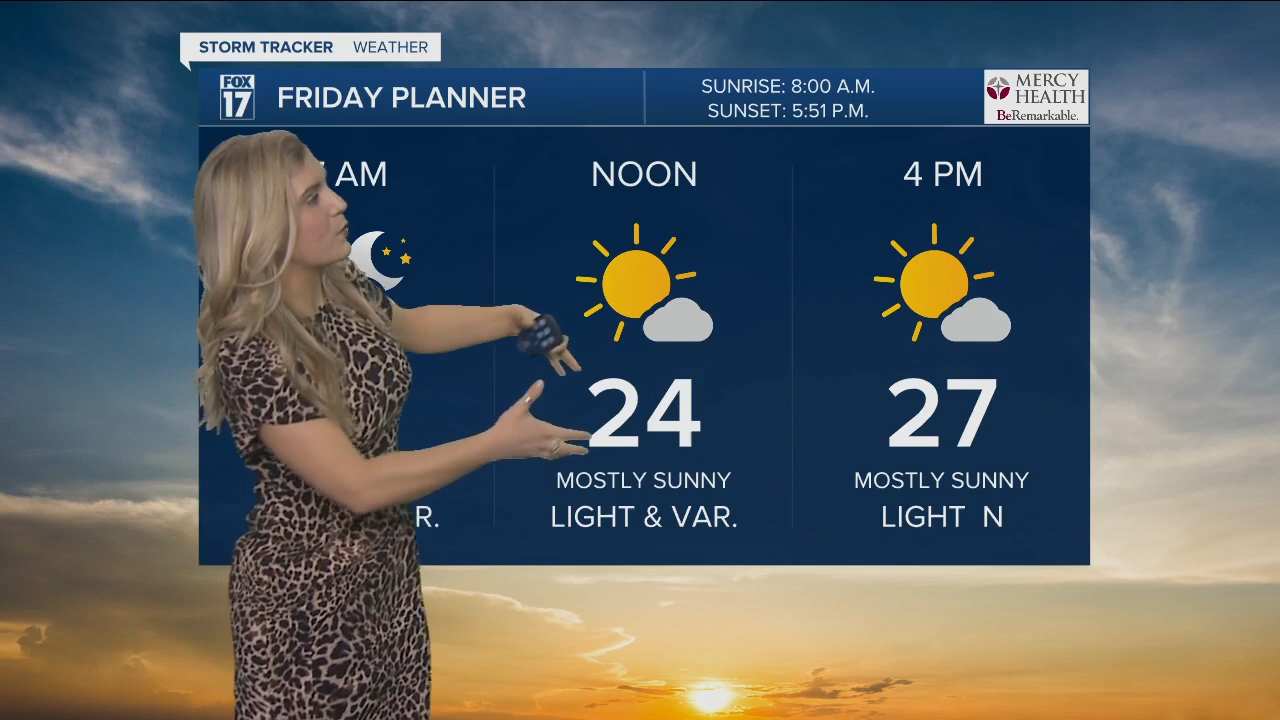 STORM TRACKER WEATHER
FOX
17
FRIDAY PLANNER
SUNRISE: 8:00 A.M.
SUNSET: 5:51 P.M.
MERCY
HEALTH
BeRemarkable.
AM
NOON
4 PM
24
27
MOSTLY SUNNY
MOSTLY SUNNY
R.
LIGHT & VAR.
LIGHT N